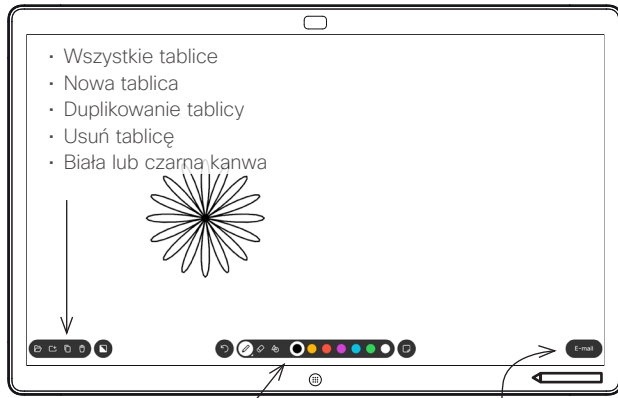 · Wszystkie tablice
· Nowa tablica
· Duplikowanie tablicy
· Usuń tablicę
· Biała lub czarna kanwa
E-mail